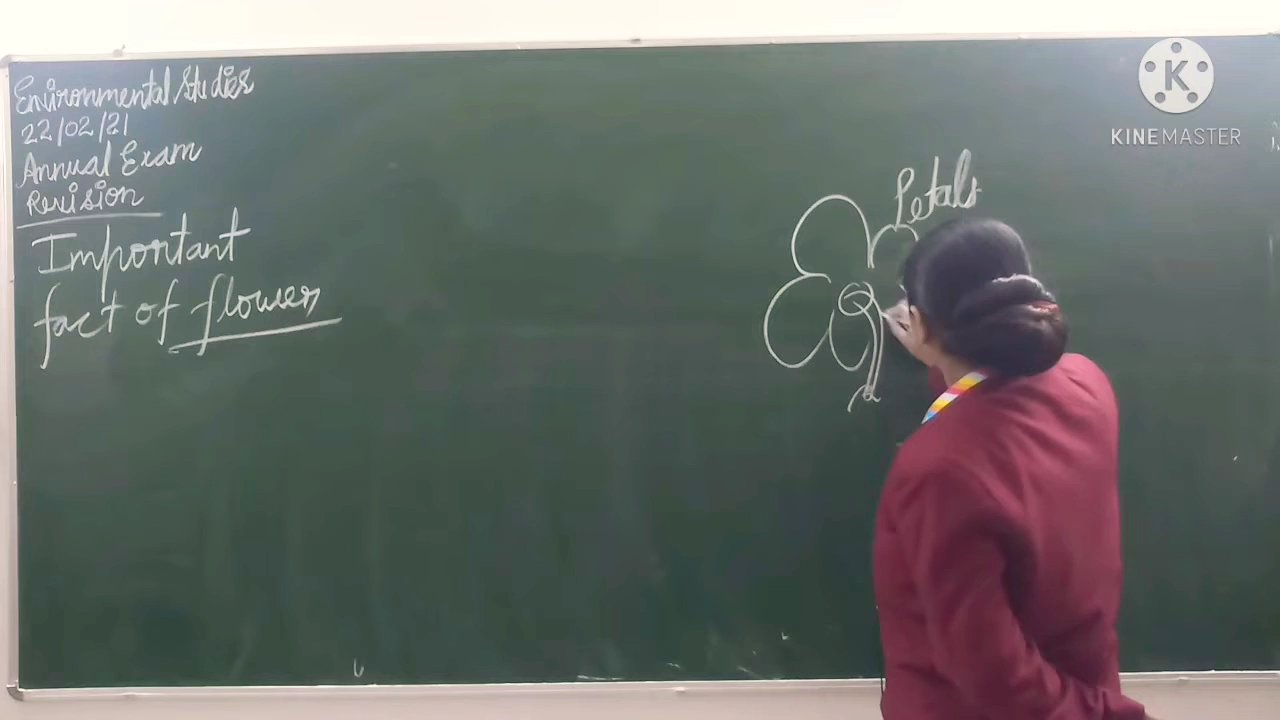 Environmental Studies
22/02/21
Annual Exam
Revision
Important
fact of flower
Petals
K
KINEMASTER